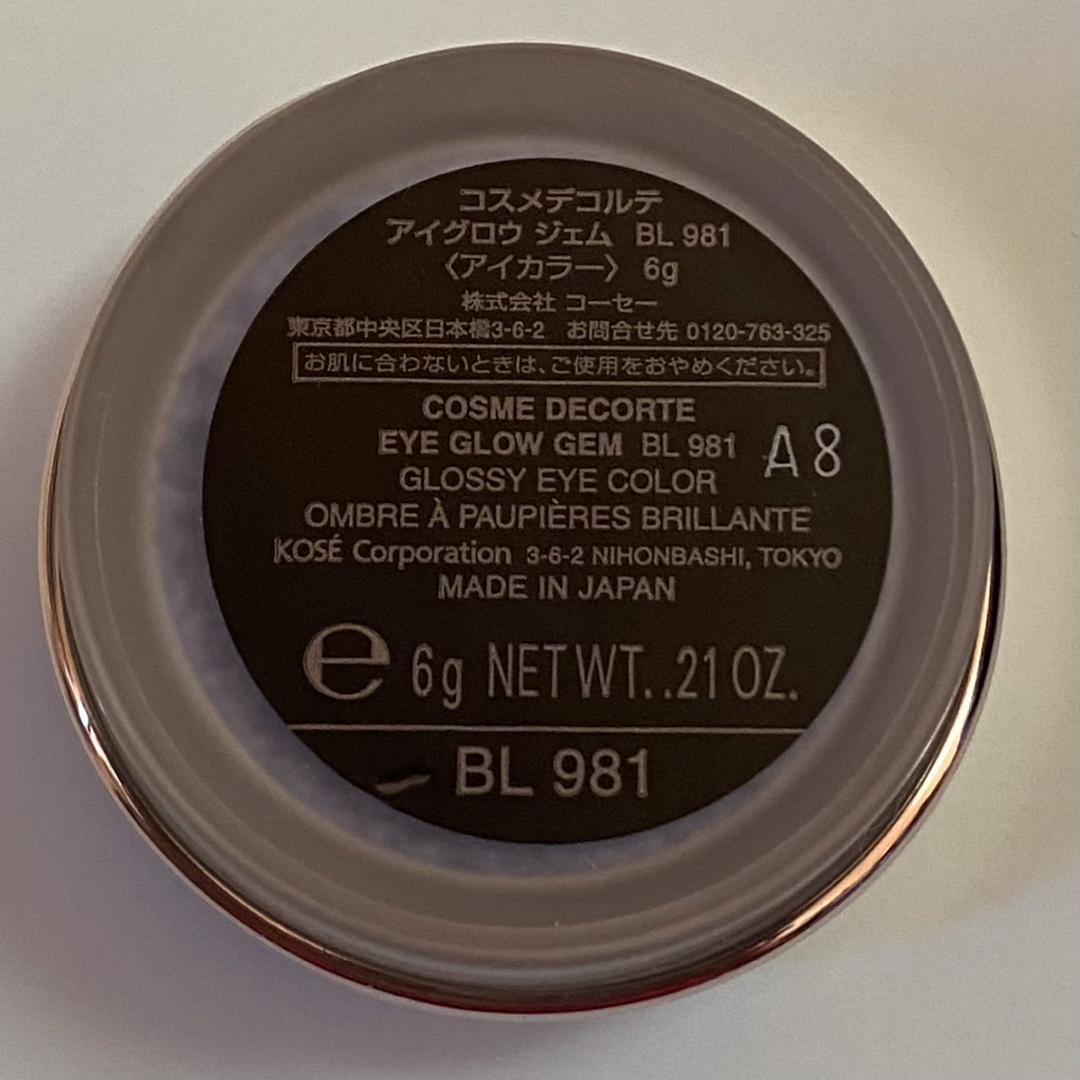 コスメデコルテ
アイグロウ ジェム BL 981
〈アイカラー〉 6g
株式会社 コーセー
東京都中央区日本橋3-6-2 お問合せ先 0120-763-325
お肌に合わないときは、ご使用をおやめください。
COSME DECORTE
EYE GLOW GEM BL 981
A8
GLOSSY EYE COLOR
OMBRE À PAUPIÈRES BRILLANTE
KOSÉ Corporation 3-6-2 NIHONBASHI, TOKYO
MADE IN JAPAN
℮ 6g NET WT. .21 OZ.
BL 981